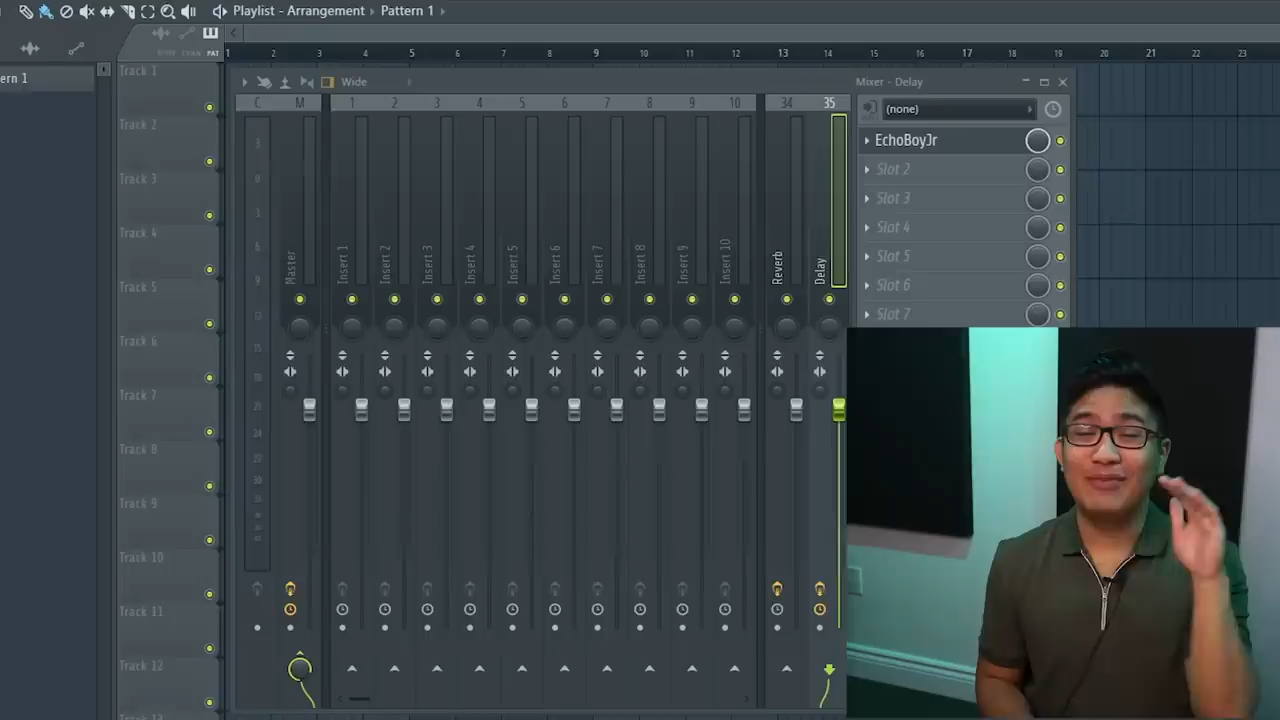 Playlist - Arrangement › Pattern 1 ›
PAT
1 2 3 4 5 6 7 8 9 10 11 12 13 14 15 16 17 18 19 20 21 22 23
ern 1
Track 1
Track 2
Track 3
Track 4
Track 5
Track 6
Track 7
Track 8
Track 9
Track 10
Track 11
Track 12
Wide
C M 1 2 3 4 5 6 7 8 9 10 34 35
Master
Insert 1
Insert 2
Insert 3
Insert 4
Insert 5
Insert 6
Insert 7
Insert 8
Insert 9
Insert 10
Reverb
Delay
Mixer - Delay
(none)
EchoBoyJr
Slot 2
Slot 3
Slot 4
Slot 5
Slot 6
Slot 7